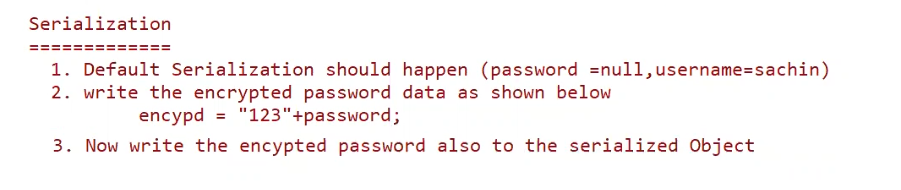 Serialization
=============
1. Default Serialization should happen (password =null,username=sachin)
2. write the encrypted password data as shown below
encypd = "123"+password;
3. Now write the encypted password also to the serialized Object